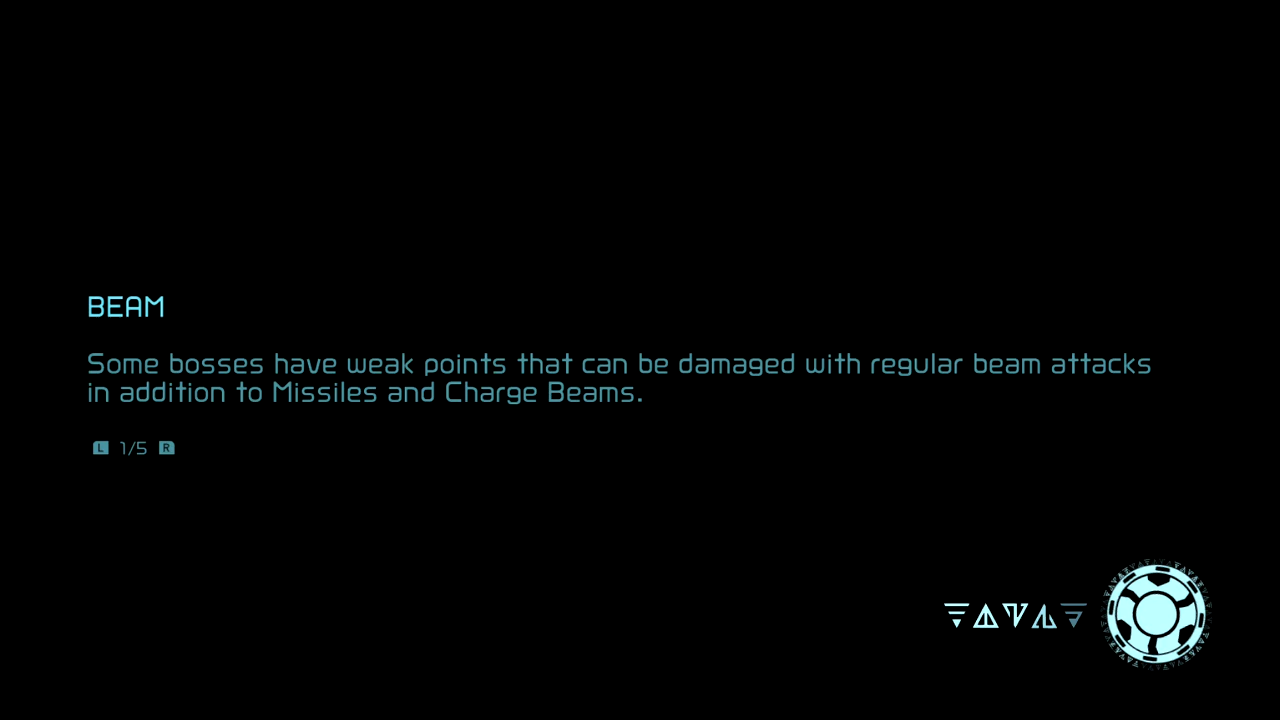 BEAM
Some bosses have weak points that can be damaged with regular beam attacks
in addition to Missiles and Charge Beams.
L 1/5 R